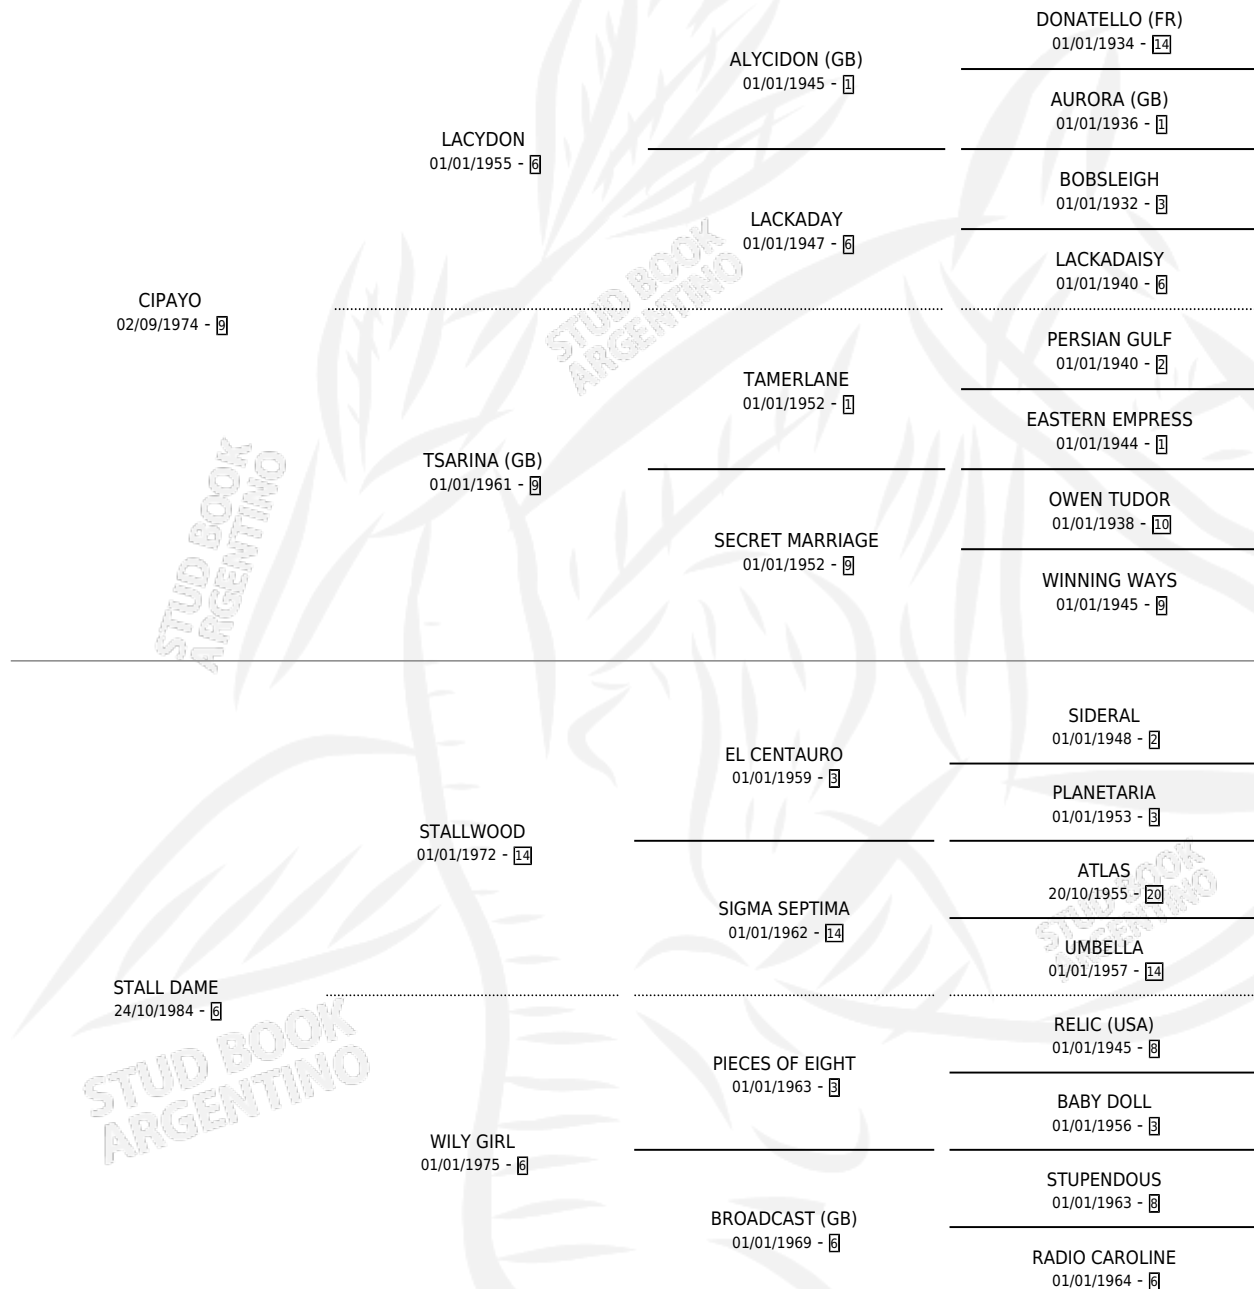 DONATELLO (FR)
01/01/1934 - 14
ALYCIDON (GB)
01/01/1945 - 1
AURORA (GB)
01/01/1936 - 1
LACYDON
01/01/1955 - 6
BOBSLEIGH
01/01/1932 - 3
LACKADAY
01/01/1947 - 6
LACKADAISY
01/01/1940 - 6
CIPAYO
02/09/1974 - 9
PERSIAN GULF
01/01/1940 - 2
TAMERLANE
01/01/1952 - 1
EASTERN EMPRESS
01/01/1944 - 1
TSARINA (GB)
01/01/1961 - 9
OWEN TUDOR
01/01/1938 - 10
SECRET MARRIAGE
01/01/1952 - 9
WINNING WAYS
01/01/1945 - 9
SIDERAL
01/01/1948 - 2
EL CENTAURO
01/01/1959 - 3
PLANETARIA
01/01/1953 - 3
STALLWOOD
01/01/1972 - 14
ATLAS
20/10/1955 - 20
SIGMA SEPTIMA
01/01/1962 - 14
UMBELLA
01/01/1957 - 14
STALL DAME
24/10/1984 - 6
RELIC (USA)
01/01/1945 - 8
PIECES OF EIGHT
01/01/1963 - 3
BABY DOLL
01/01/1956 - 3
WILY GIRL
01/01/1975 - 6
STUPENDOUS
01/01/1963 - 8
BROADCAST (GB)
01/01/1969 - 6
RADIO CAROLINE
01/01/1964 - 6
STUD BOOK
ARGENTINO
STUD BOOK
ARGENTINO
STUD BOOK
ARGENTINO
STUD BOOK
ARGENTINO